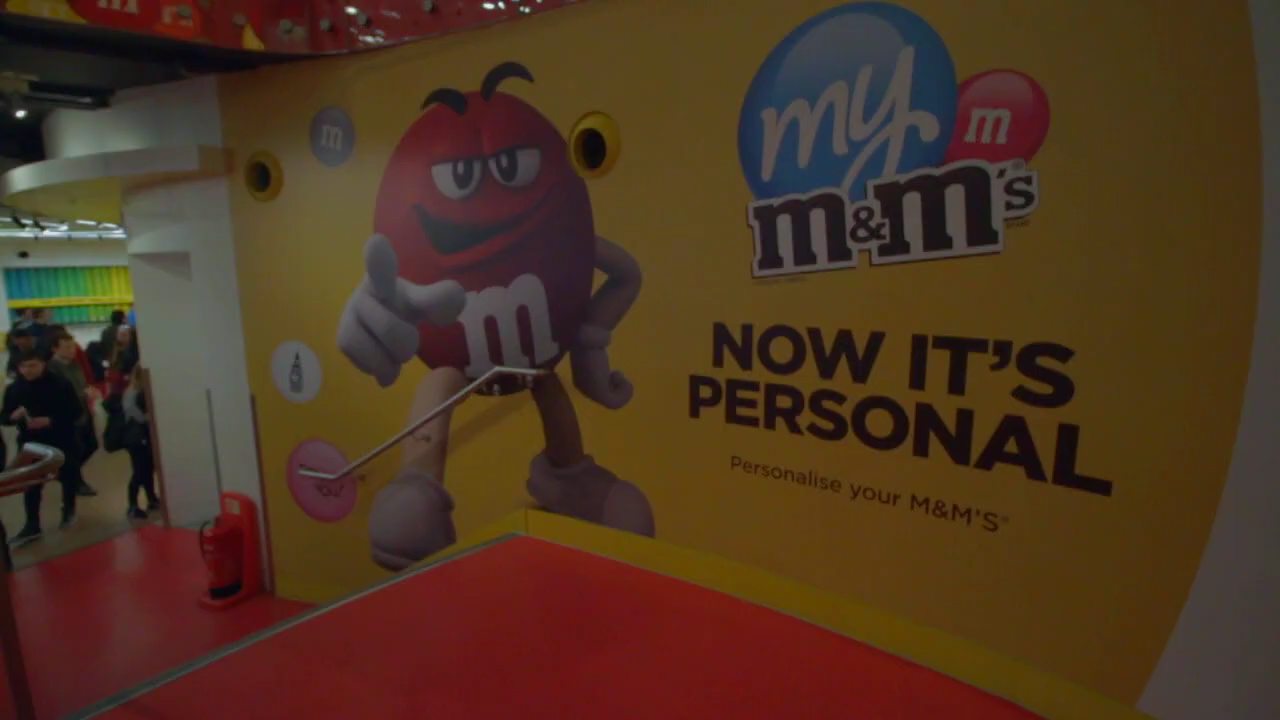 my
m
m&m's®
NOW IT'S
PERSONAL
Personalise your M&M'S®
m
m